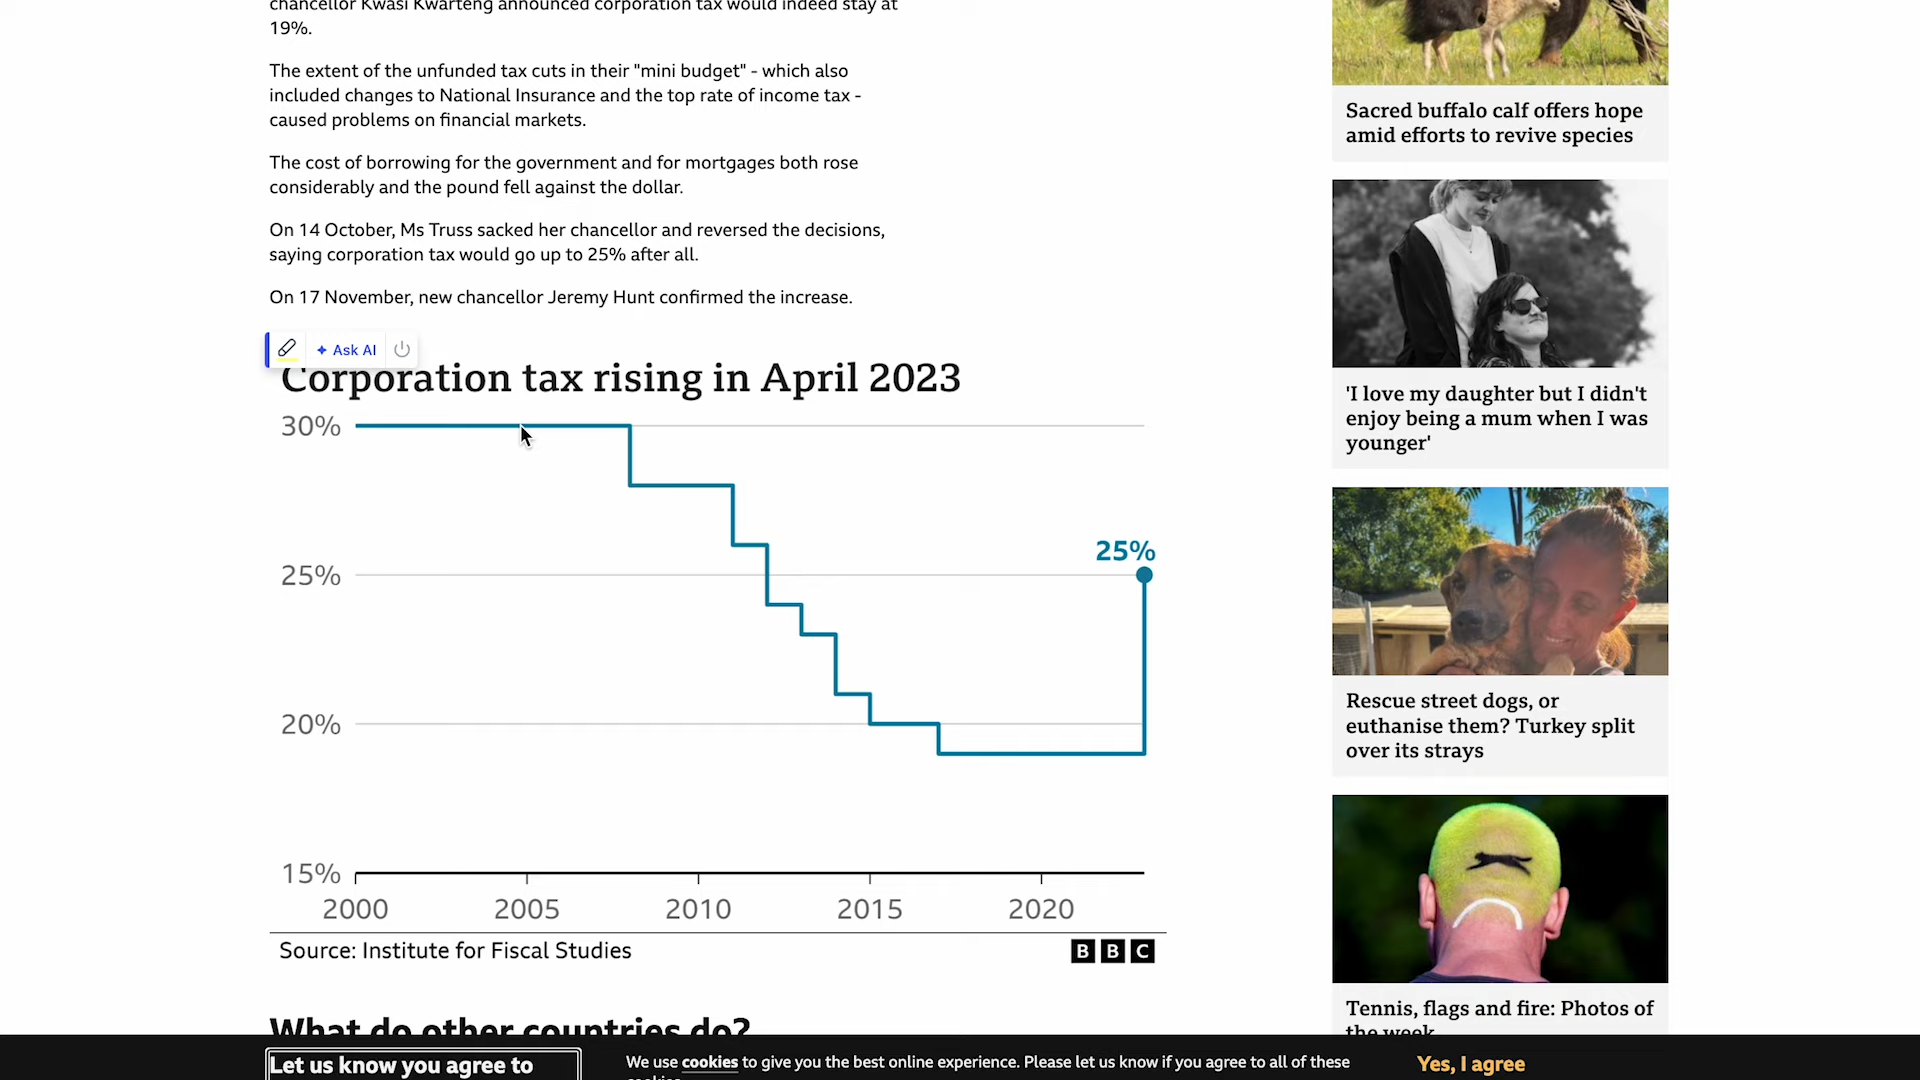 chancellor Kwasi Kwarteng announced corporation tax would indeed stay at
19%.
The extent of the unfunded tax cuts in their "mini budget" - which also
included changes to National Insurance and the top rate of income tax -
caused problems on financial markets.
The cost of borrowing for the government and for mortgages both rose
considerably and the pound fell against the dollar.
On 14 October, Ms Truss sacked her chancellor and reversed the decisions,
saying corporation tax would go up to 25% after all.
On 17 November, new chancellor Jeremy Hunt confirmed the increase.
Ask AI
Corporation tax rising in April 2023
30%
25%
25%
20%
15%
2000 2005 2010 2015 2020
Source: Institute for Fiscal Studies
BBC
What do other countries do?
Sacred buffalo calf offers hope
amid efforts to revive species
'I love my daughter but I didn't
enjoy being a mum when I was
younger'
Rescue street dogs, or
euthanise them? Turkey split
over its strays
Tennis, flags and fire: Photos of
the week
Let us know you agree to
We use cookies to give you the best online experience. Please let us know if you agree to all of these
cookies
Yes, I agree